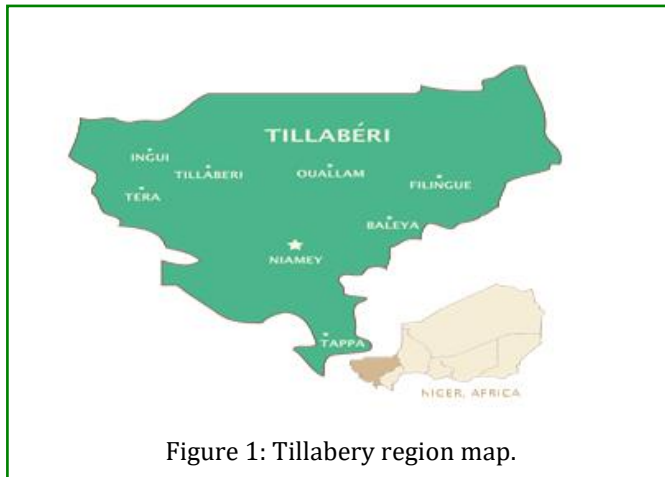 TILLABÉRI
INGUI
TILLABERI
OUALLAM
FILINGUE
TERA
BALEYA
NIAMEY
TAPPA
NIGER, AFRICA
Figure 1: Tillabery region map.